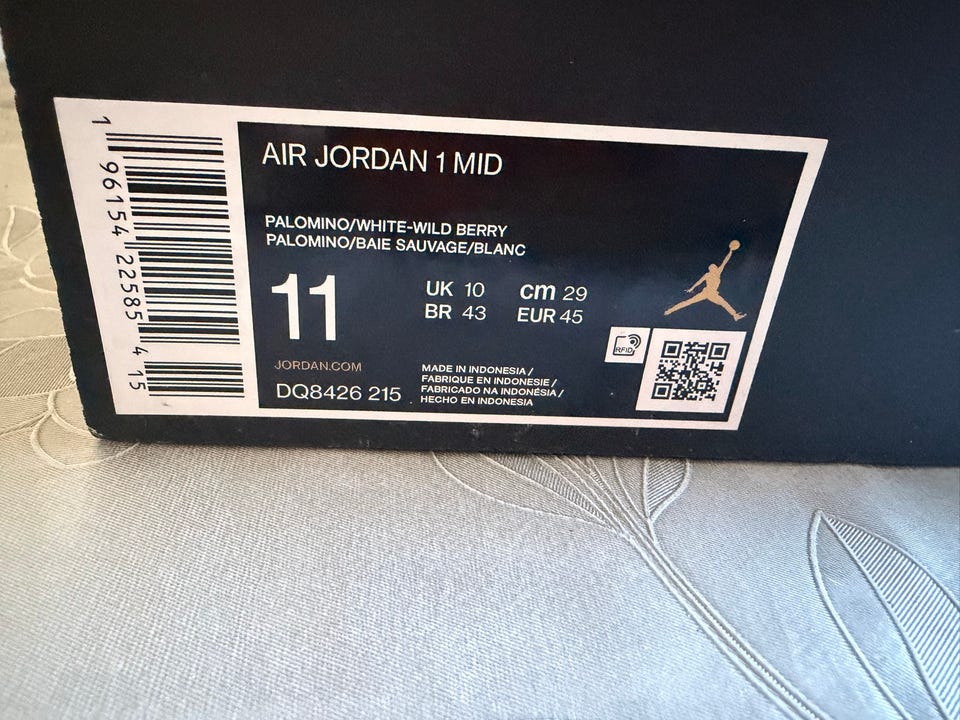 1 96154 22585 4 15
AIR JORDAN 1 MID
PALOMINO/WHITE-WILD BERRY
PALOMINO/BAIE SAUVAGE/BLANC
11
UK 10 cm 29
BR 43 EUR 45
JORDAN.COM
DQ8426 215
MADE IN INDONESIA /
FABRIQUE EN INDONESIE /
FABRICADO NA INDONÉSIA /
HECHO EN INDONESIA
RFID